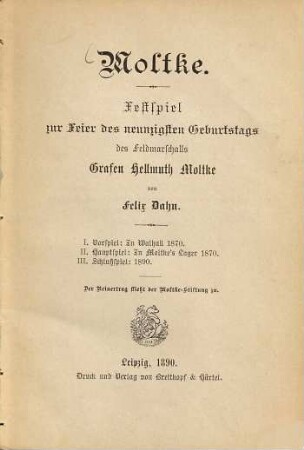 Moltke.
Festspiel
zur Feier des neunzigsten Geburtstags
des Feldmarschalls
Grafen Hellmuth Moltke
von
Felix Dahn.
I. Vorspiel: In Walhall 1870.
II. Hauptspiel: In Moltke's Lager 1870.
III. Schlußspiel: 1890.
Der Reinertrag fließt der Moltke-Stiftung zu.
Leipzig, 1890.
Druck und Verlag von Breitkopf & Härtel.